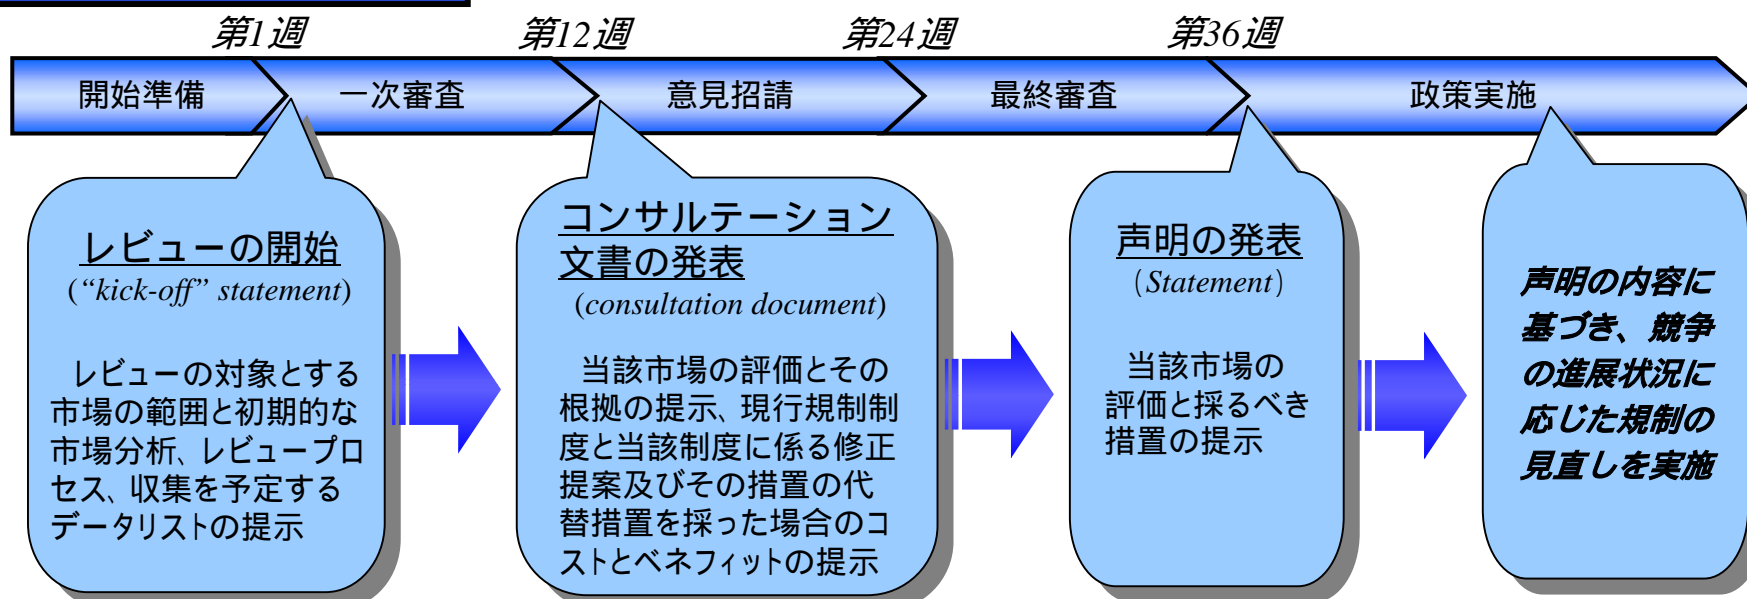 第1週
第12週
第24週
第36週
開始準備
一次審査
意見招請
最終審査
政策実施
レビューの開始
(“kick-off” statement)
レビューの対象とする
市場の範囲と初期的な
市場分析、レビュープロ
セス、収集を予定する
データリストの提示
コンサルテーション
文書の発表
(consultation document)
当該市場の評価とその
根拠の提示、現行規制制
度と当該制度に係る修正
提案及びその措置の代
替措置を採った場合のコ
ストとベネフィットの提示
声明の発表
（Statement）
当該市場の
評価と採るべき
措置の提示
声明の内容に
基づき、競争
の進展状況に
応じた規制の
見直しを実施